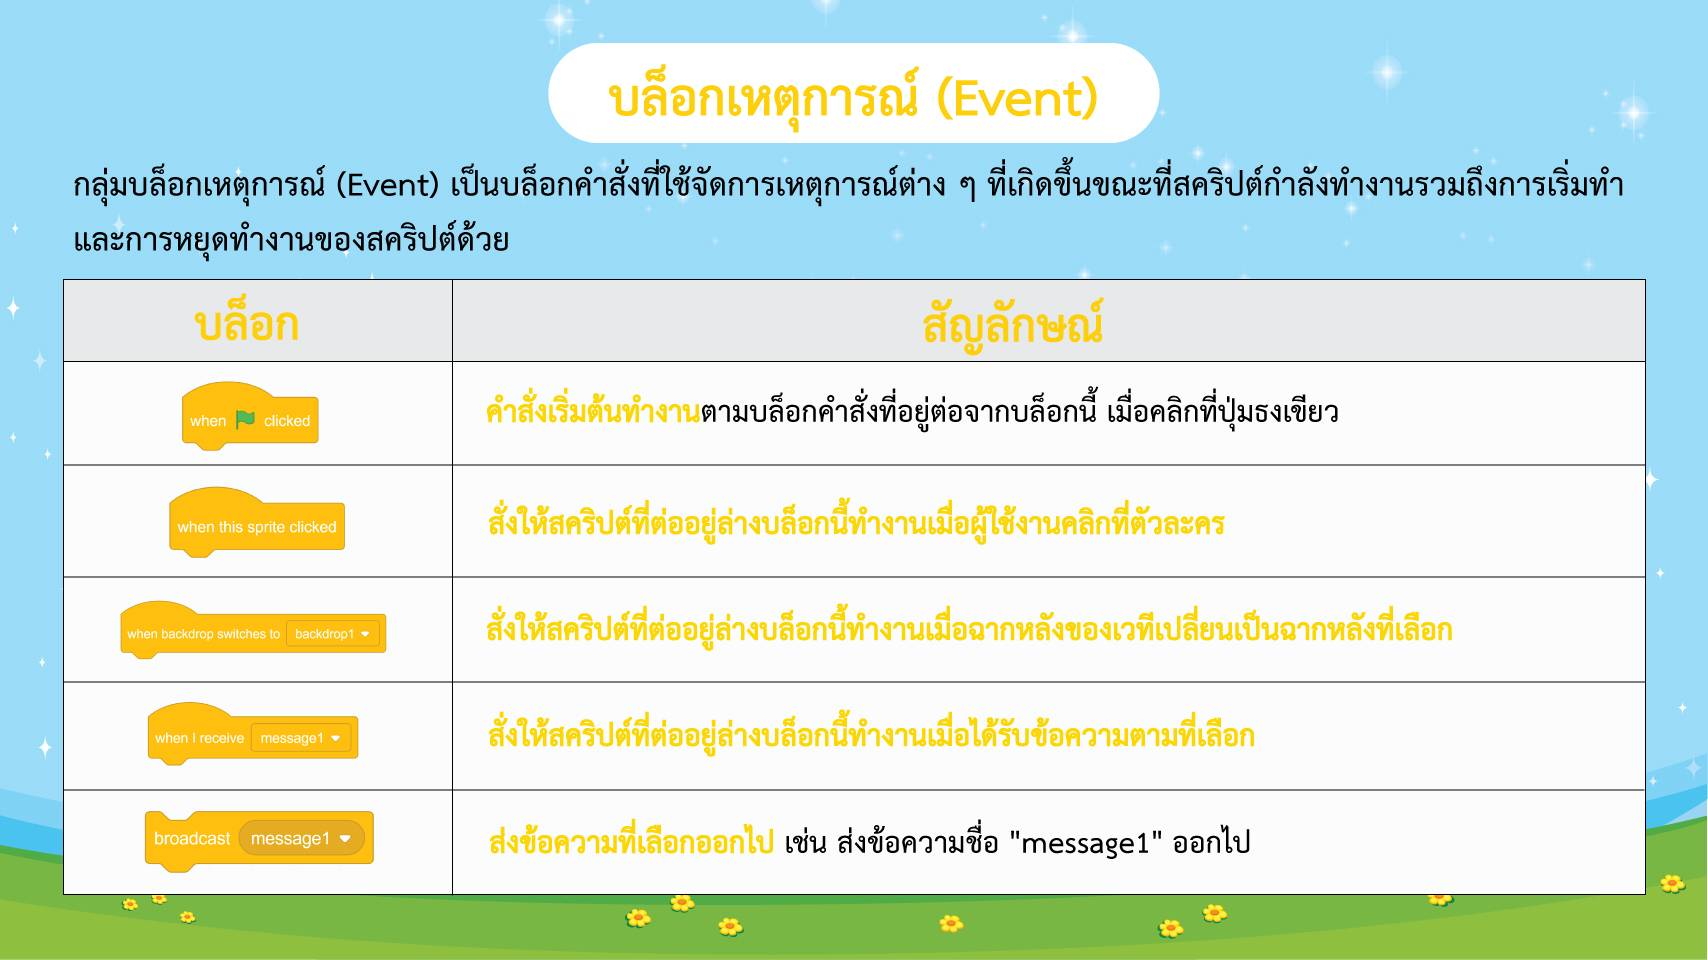 บล็อกเหตุการณ์ (Event)
กลุ่มบล็อกเหตุการณ์ (Event) เป็นบล็อกคำสั่งที่ใช้จัดการเหตุการณ์ต่าง ๆ ที่เกิดขึ้นขณะที่สคริปต์กำลังทำงานรวมถึงการเริ่มทำ
และการหยุดทำงานของสคริปต์ด้วย
บล็อก
สัญลักษณ์
when clicked
คำสั่งเริ่มต้นทำงานตามบล็อกคำสั่งที่อยู่ต่อจากบล็อกนี้ เมื่อคลิกที่ปุ่มธงเขียว
when this sprite clicked
สั่งให้สคริปต์ที่ต่ออยู่ล่างบล็อกนี้ทำงานเมื่อผู้ใช้งานคลิกที่ตัวละคร
when backdrop switches to backdrop1
สั่งให้สคริปต์ที่ต่ออยู่ล่างบล็อกนี้ทำงานเมื่อฉากหลังของเวทีเปลี่ยนเป็นฉากหลังที่เลือก
when I receive message1
สั่งให้สคริปต์ที่ต่ออยู่ล่างบล็อกนี้ทำงานเมื่อได้รับข้อความตามที่เลือก
broadcast message1
ส่งข้อความที่เลือกออกไป เช่น ส่งข้อความชื่อ "message1" ออกไป